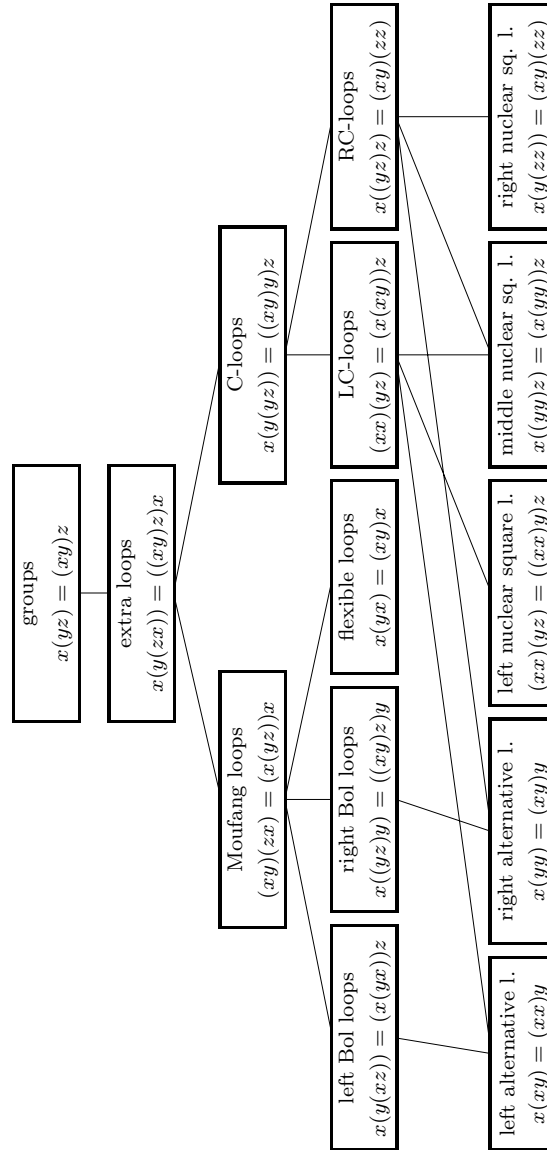 groups
x(yz) = (xy)z
extra loops
x(y(zx)) = ((xy)z)x
Moufang loops
(xy)(zx) = (x(yz))x
C-loops
x(y(yz)) = ((xy)y)z
left Bol loops
x(y(xz)) = (x(yx))z
right Bol loops
x((yz)y) = ((xy)z)y
flexible loops
x(yx) = (xy)x
LC-loops
(xx)(yz) = (x(xy))z
RC-loops
x((yz)z) = (xy)(zz)
left alternative l.
x(xy) = (xx)y
right alternative l.
x(yy) = (xy)y
left nuclear square l.
(xx)(yz) = ((xx)y)z
middle nuclear sq. l.
x((yy)z) = (x(yy))z
right nuclear sq. l.
x(y(zz)) = (xy)(zz)